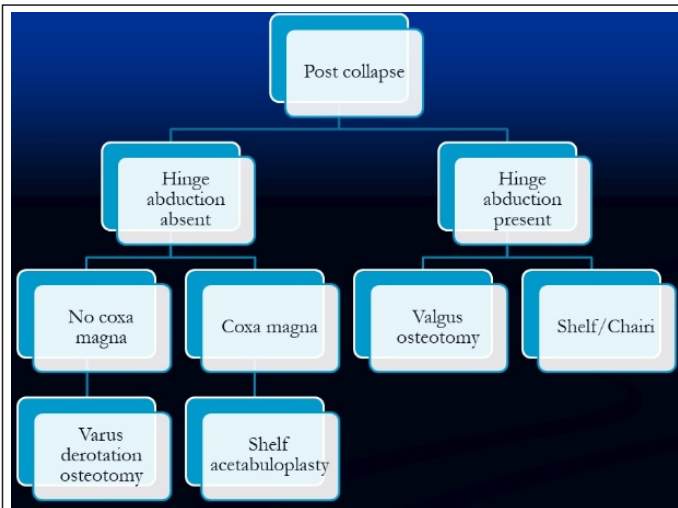 Post collapse
Hinge
abduction
absent
Hinge
abduction
present
No coxa
magna
Coxa magna
Valgus
osteotomy
Shelf/Chairi
Varus
derotation
osteotomy
Shelf
acetabuloplasty